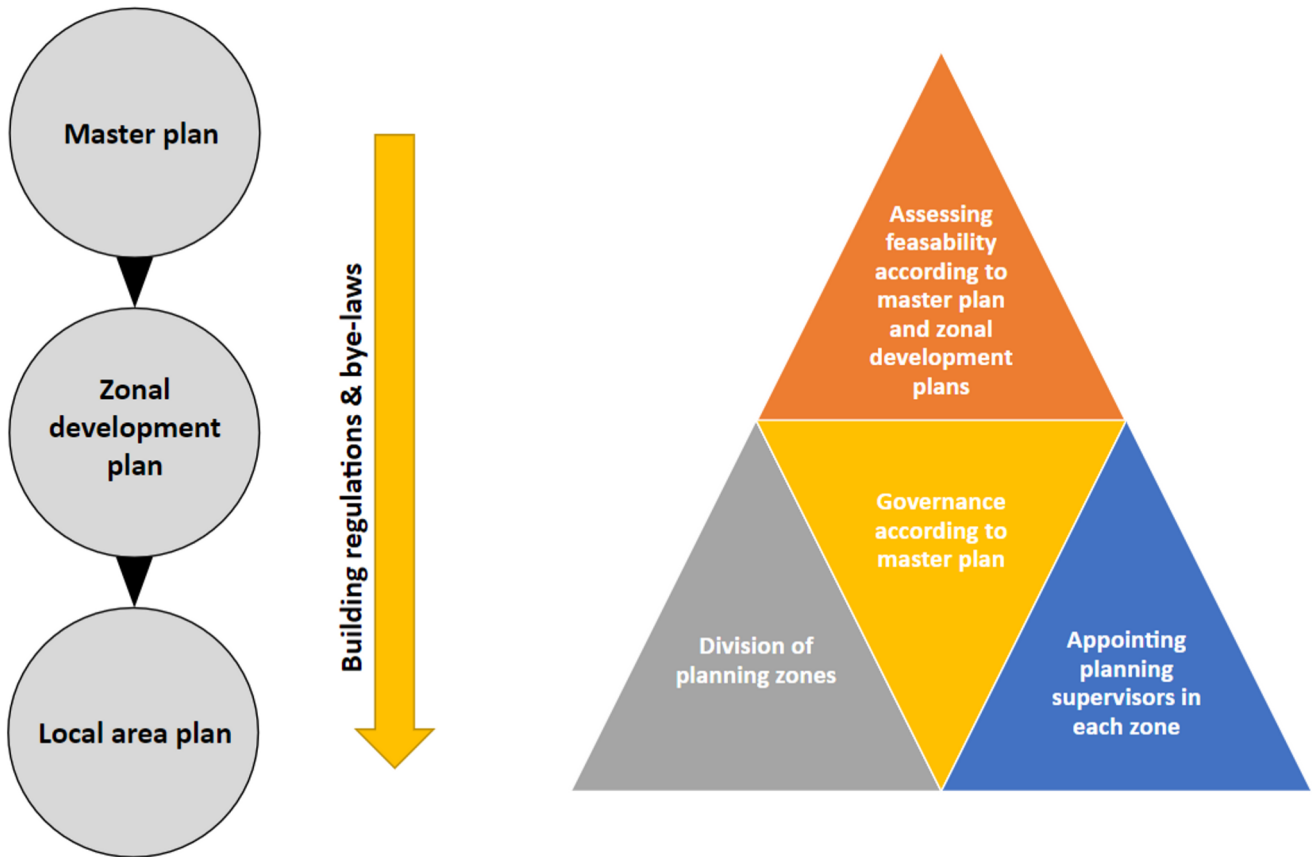 Master plan
Zonal
development
plan
Local area plan
Building regulations & bye-laws
Assessing
feasability
according to
master plan
and zonal
development
plans
Governance
according to
master plan
Division of
planning zones
Appointing
planning
supervisors in
each zone